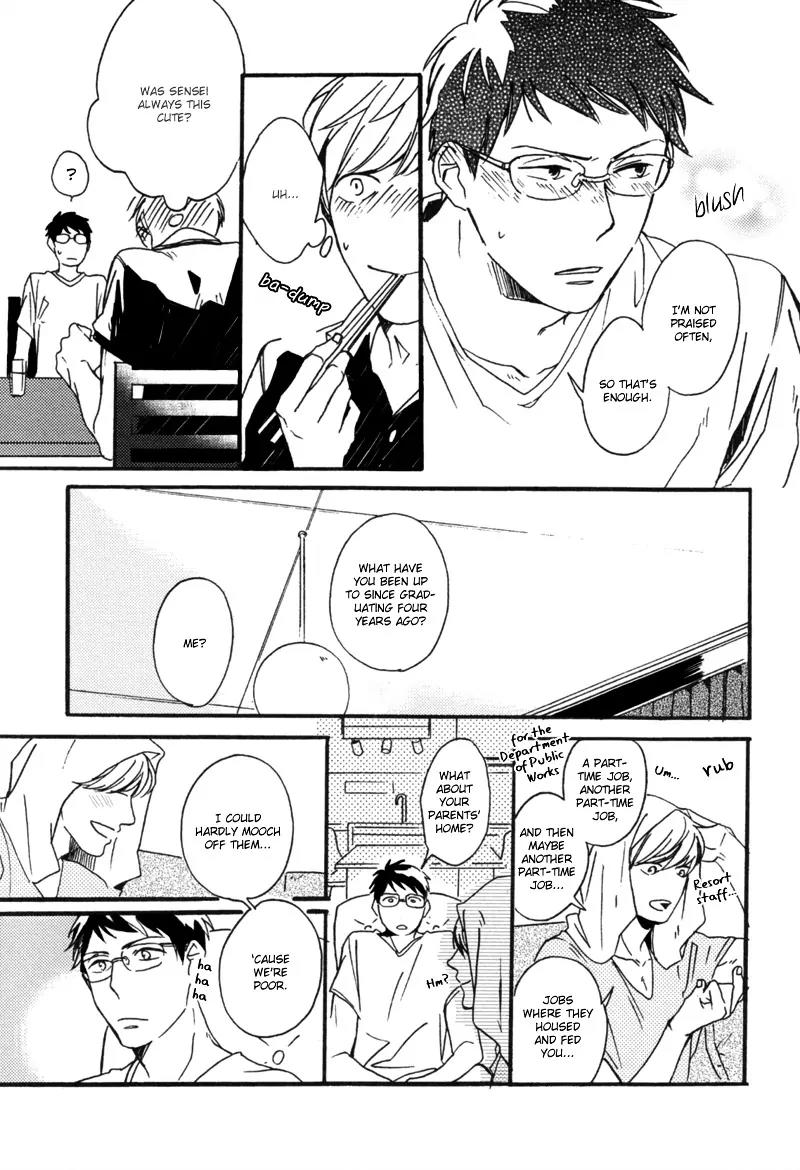 blush
I'M NOT
PRAISED
OFTEN,
SO THAT'S
ENOUGH.
UH...
ba-dump
WAS SENSEI
ALWAYS THIS
CUTE?
?
WHAT HAVE
YOU BEEN UP
TO SINCE GRAD-
UATING FOUR
YEARS AGO?
ME?
rub
Um...
A PART-
TIME JOB,
ANOTHER
PART-TIME
JOB,
for the
Department
of Public
Works
AND THEN
MAYBE
ANOTHER
PART-TIME
JOB...
Resort
staff...
JOBS
WHERE THEY
HOUSED
AND FED
YOU...
WHAT
ABOUT
YOUR
PARENTS'
HOME?
Hm?
I COULD
HARDLY MOOCH
OFF THEM...
'CAUSE
WE'RE
POOR.
ha
ha
ha